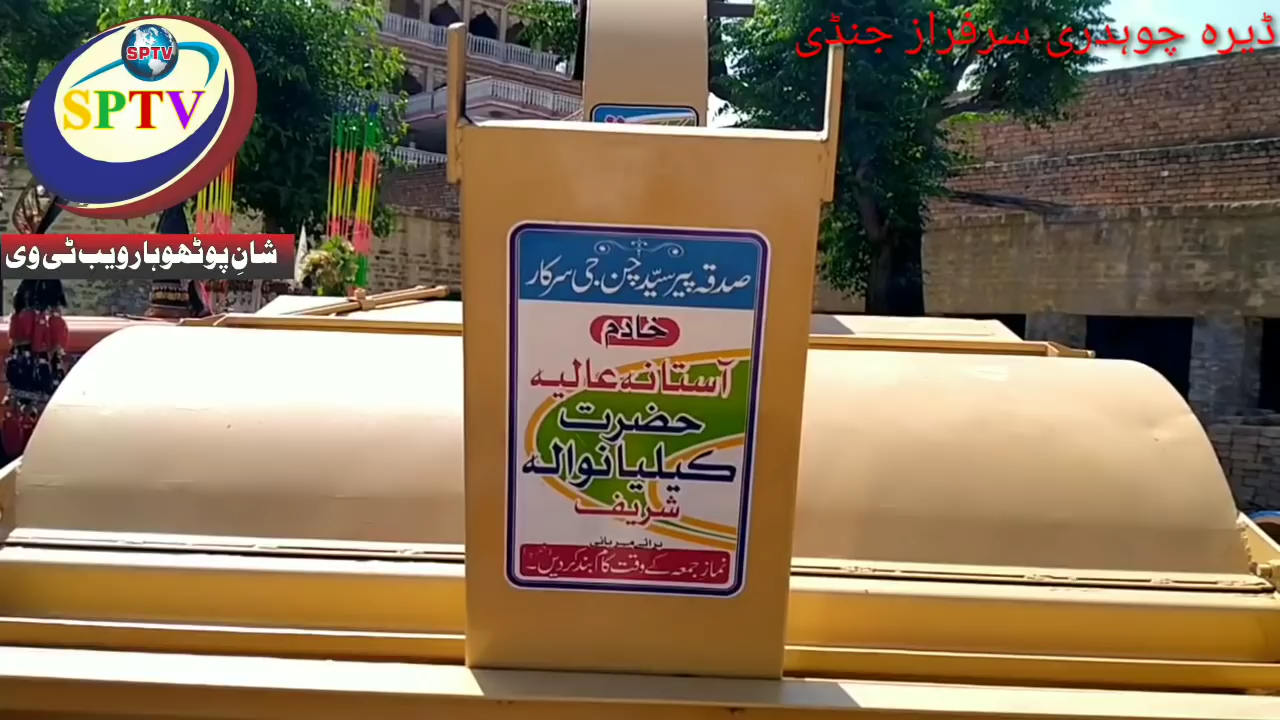 ڈیرہ چوہدری سرفراز جنڈی
SPTV
SPTV
شانِ پوٹھوہار ویب ٹی وی
صدقہ پیر سیّد چن جی سرکار
خادم
آستانہ عالیہ
حضرت
کیلیانوالہ
شریف
برائے مہربانی
نماز جمعہ کے وقت کام بند کردیں۔